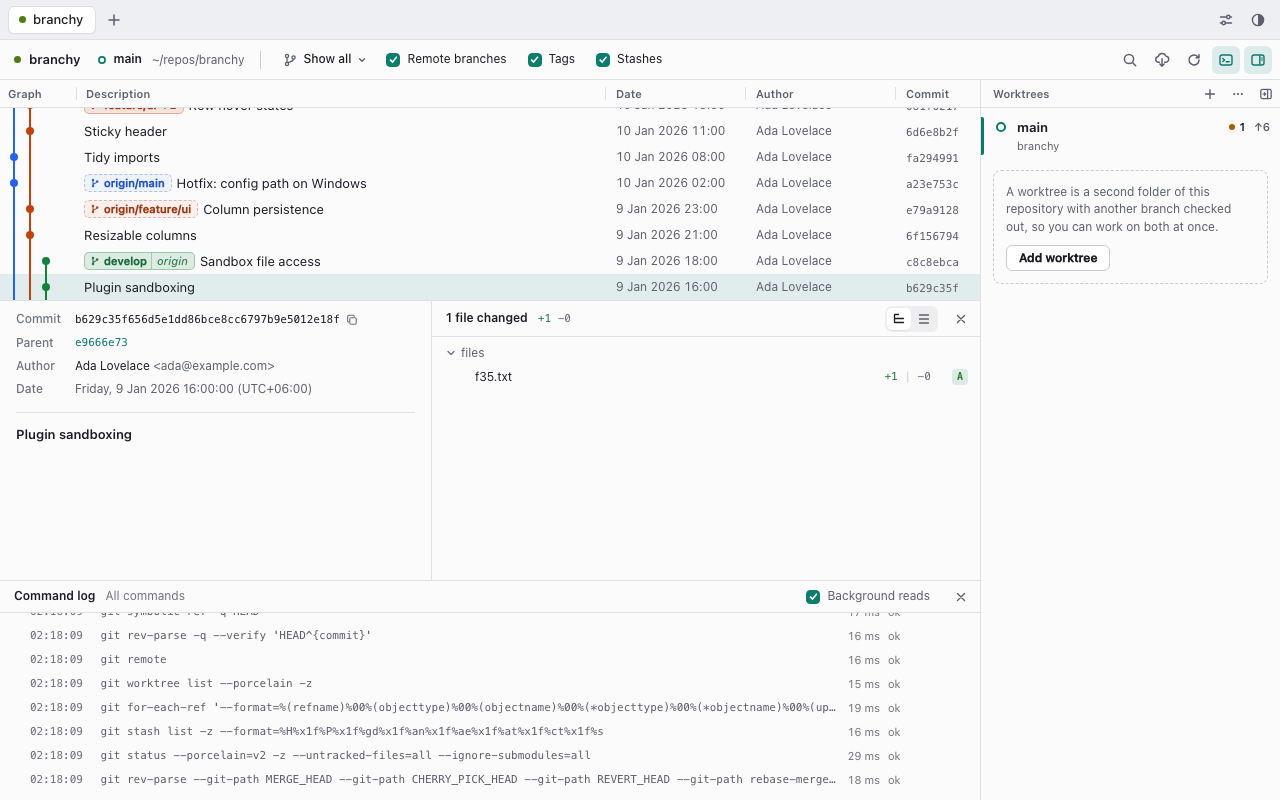 branchy
branchy main ~/repos/branchy Show all Remote branches Tags Stashes
Graph Description Date Author Commit
Sticky header 10 Jan 2026 11:00 Ada Lovelace 6d6e8b2f
Tidy imports 10 Jan 2026 08:00 Ada Lovelace fa294991
origin/main Hotfix: config path on Windows 10 Jan 2026 02:00 Ada Lovelace a23e753c
origin/feature/ui Column persistence 9 Jan 2026 23:00 Ada Lovelace e79a9128
Resizable columns 9 Jan 2026 21:00 Ada Lovelace 6f156794
develop origin Sandbox file access 9 Jan 2026 18:00 Ada Lovelace c8c8ebca
Plugin sandboxing 9 Jan 2026 16:00 Ada Lovelace b629c35f
Commit b629c35f656d5e1dd86bce8cc6797b9e5012e18f
Parent e9666e73
Author Ada Lovelace <ada@example.com>
Date Friday, 9 Jan 2026 16:00:00 (UTC+06:00)
Plugin sandboxing
1 file changed +1 −0
files
f35.txt +1 | −0 A
Command log All commands Background reads
02:18:09 git rev-parse -q --verify 'HEAD^{commit}' 16 ms ok
02:18:09 git remote 16 ms ok
02:18:09 git worktree list --porcelain -z 15 ms ok
02:18:09 git for-each-ref '--format=%(refname)%00%(objecttype)%00%(objectname)%00%(*objecttype)%00%(*objectname)%00%(up… 19 ms ok
02:18:09 git stash list -z --format=%H%x1f%P%x1f%gd%x1f%an%x1f%ae%x1f%at%x1f%ct%x1f%s 16 ms ok
02:18:09 git status --porcelain=v2 -z --untracked-files=all --ignore-submodules=all 29 ms ok
02:18:09 git rev-parse --git-path MERGE_HEAD --git-path CHERRY_PICK_HEAD --git-path REVERT_HEAD --git-path rebase-merge… 18 ms ok
Worktrees
main 1 ↑6
branchy
A worktree is a second folder of this
repository with another branch checked
out, so you can work on both at once.
Add worktree